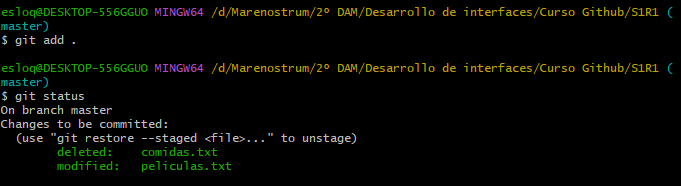 esloq@DESKTOP-556GGUO MINGW64 /d/Marenostrum/2º DAM/Desarrollo de interfaces/Curso Github/S1R1 (
master)
$ git add .
esloq@DESKTOP-556GGUO MINGW64 /d/Marenostrum/2º DAM/Desarrollo de interfaces/Curso Github/S1R1 (
master)
$ git status
On branch master
Changes to be committed:
  (use "git restore --staged <file>..." to unstage)
        deleted:    comidas.txt
        modified:   peliculas.txt